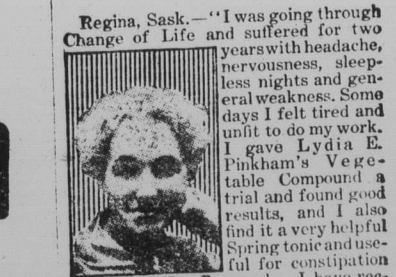 Regina, Sask.—"I was going through
Change of Life and suffered for two
years with headache,
nervousness, sleep-
less nights and gen-
eral weakness. Some
days I felt tired and
unfit to do my work.
I gave Lydia E.
Pinkham's Vege-
table Compound a
trial and found good
results, and I also
find it a very helpful
Spring tonic and use-
ful for constipation